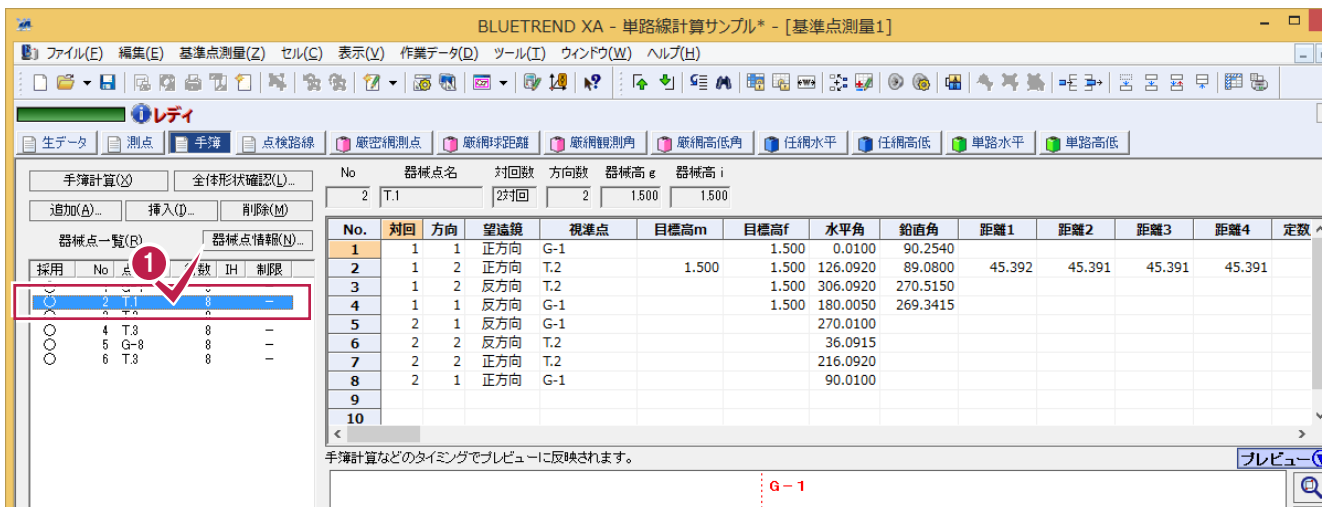 BLUETREND XA - 単路線計算サンプル* - [基準点測量1]
ファイル(F) 編集(E) 基準点測量(Z) セル(C) 表示(V) 作業データ(D) ツール(T) ウィンドウ(W) ヘルプ(H)
レディ
生データ 測点 手簿 点検路線 厳密網測点 厳網球距離 厳網観測角 厳網高低角 任網水平 任網高低 単路水平 単路高低
手簿計算(X) 全体形状確認(L)...
追加(A)... 挿入(I)... 削除(M)
器械点一覧(R) 器械点情報(N)...
採用 No 点 数 IH 制限
1
○ 2 T.1 8 －
○ 4 T.3 8 －
○ 5 G-8 8 －
○ 6 T.3 8 －
No 器械点名 対回数 方向数 器械高g 器械高i
2 T.1 2対回 2 1.500 1.500
No. 対回 方向 望遠鏡 視準点 目標高m 目標高f 水平角 鉛直角 距離1 距離2 距離3 距離4 定数
1 1 1 正方向 G-1 1.500 0.0100 90.2540
2 1 2 正方向 T.2 1.500 1.500 126.0920 89.0800 45.392 45.391 45.391 45.391
3 1 2 反方向 T.2 1.500 306.0920 270.5150
4 1 1 反方向 G-1 1.500 180.0050 269.3415
5 2 1 反方向 G-1 270.0100
6 2 2 反方向 T.2 36.0915
7 2 2 正方向 T.2 216.0920
8 2 1 正方向 G-1 90.0100
9
10
手簿計算などのタイミングでプレビューに反映されます。
プレビュー
G－1